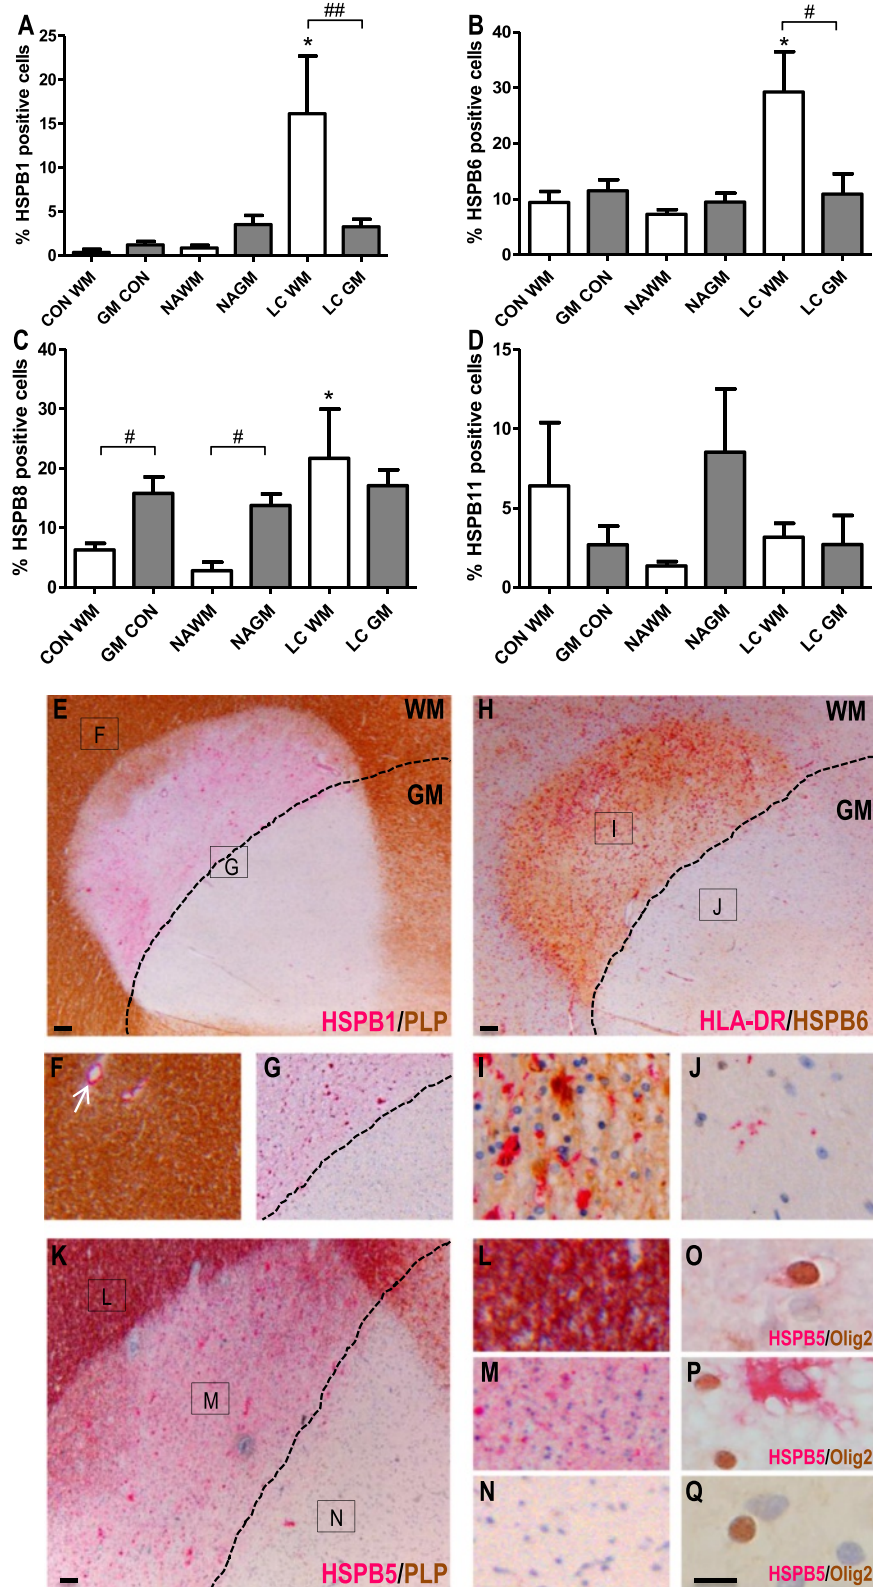 A
% HSPB1 positive cells
25
20
15
10
5
0
*
##
CON WM
GM CON
NAWM
NAGM
LC WM
LC GM
B
% HSPB6 positive cells
40
30
20
10
0
*
#
CON WM
GM CON
NAWM
NAGM
LC WM
LC GM
C
% HSPB8 positive cells
40
30
20
10
0
#
#
*
CON WM
GM CON
NAWM
NAGM
LC WM
LC GM
D
% HSPB11 positive cells
15
10
5
0
CON WM
GM CON
NAWM
NAGM
LC WM
LC GM
E
F
WM
GM
G
HSPB1/PLP
H
WM
GM
I
J
HLA-DR/HSPB6
F
G
I
J
K
L
M
N
HSPB5/PLP
L
O
HSPB5/Olig2
M
P
HSPB5/Olig2
N
Q
HSPB5/Olig2